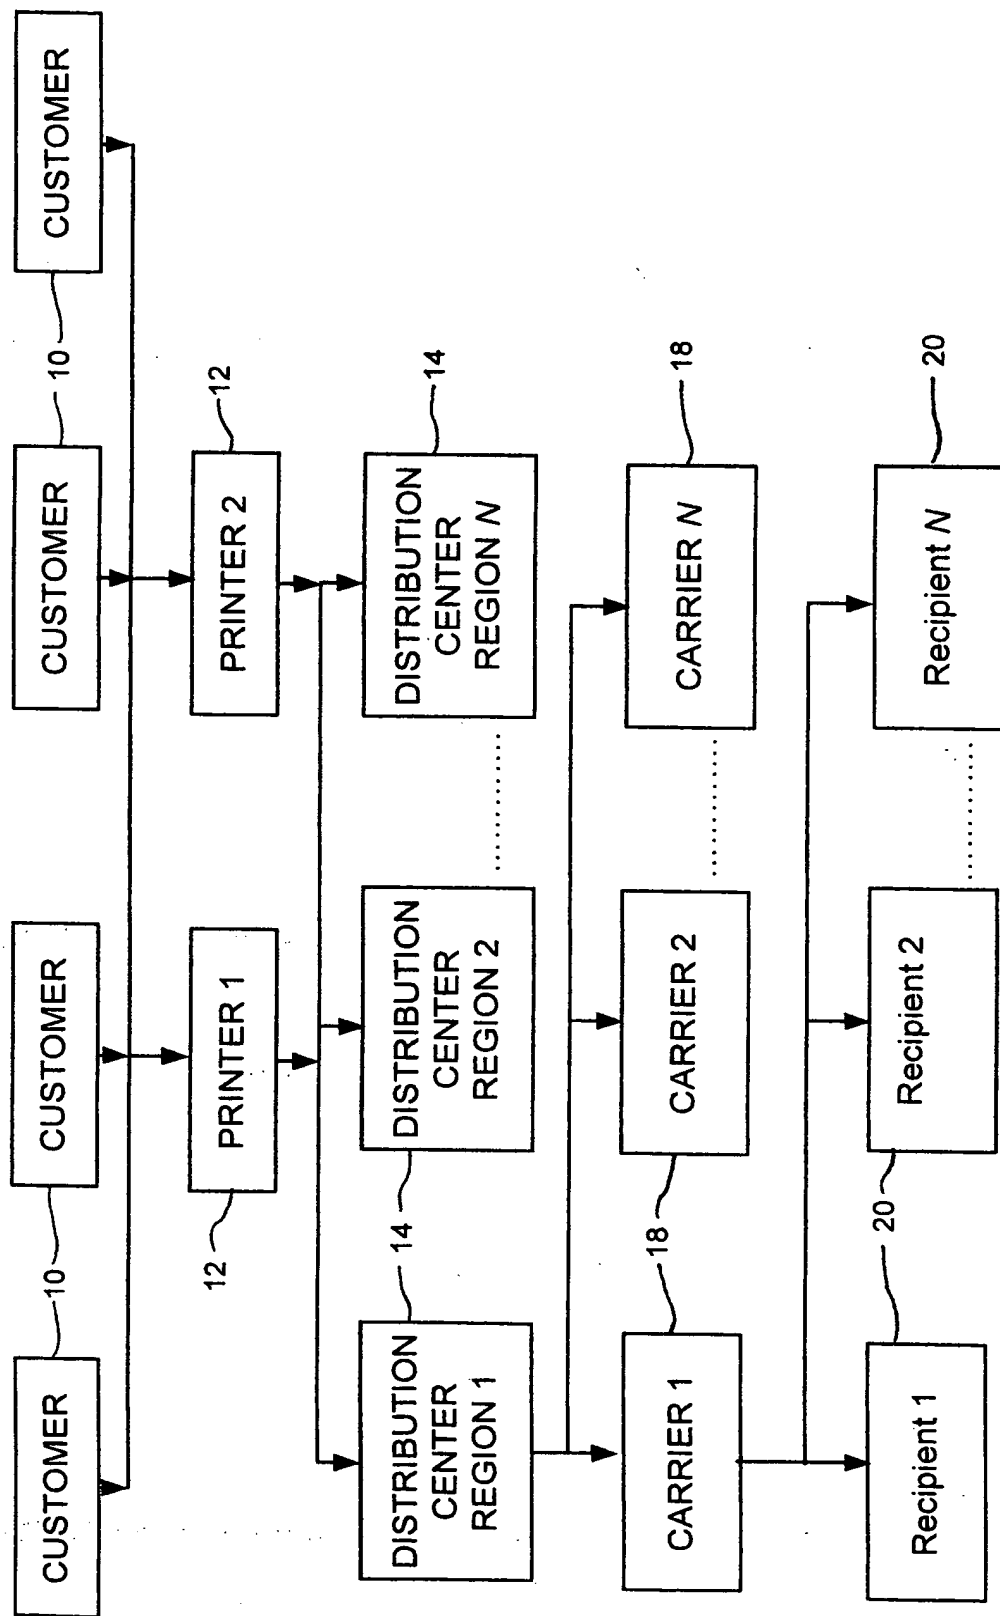 CUSTOMER
10
CUSTOMER
CUSTOMER
10
CUSTOMER
12
PRINTER 1
PRINTER 2
12
DISTRIBUTION
CENTER
REGION 1
14
14
DISTRIBUTION
CENTER
REGION 2
DISTRIBUTION
CENTER
REGION N
14
CARRIER 1
18
18
CARRIER 2
CARRIER N
18
Recipient 1
20
20
Recipient 2
Recipient N
20